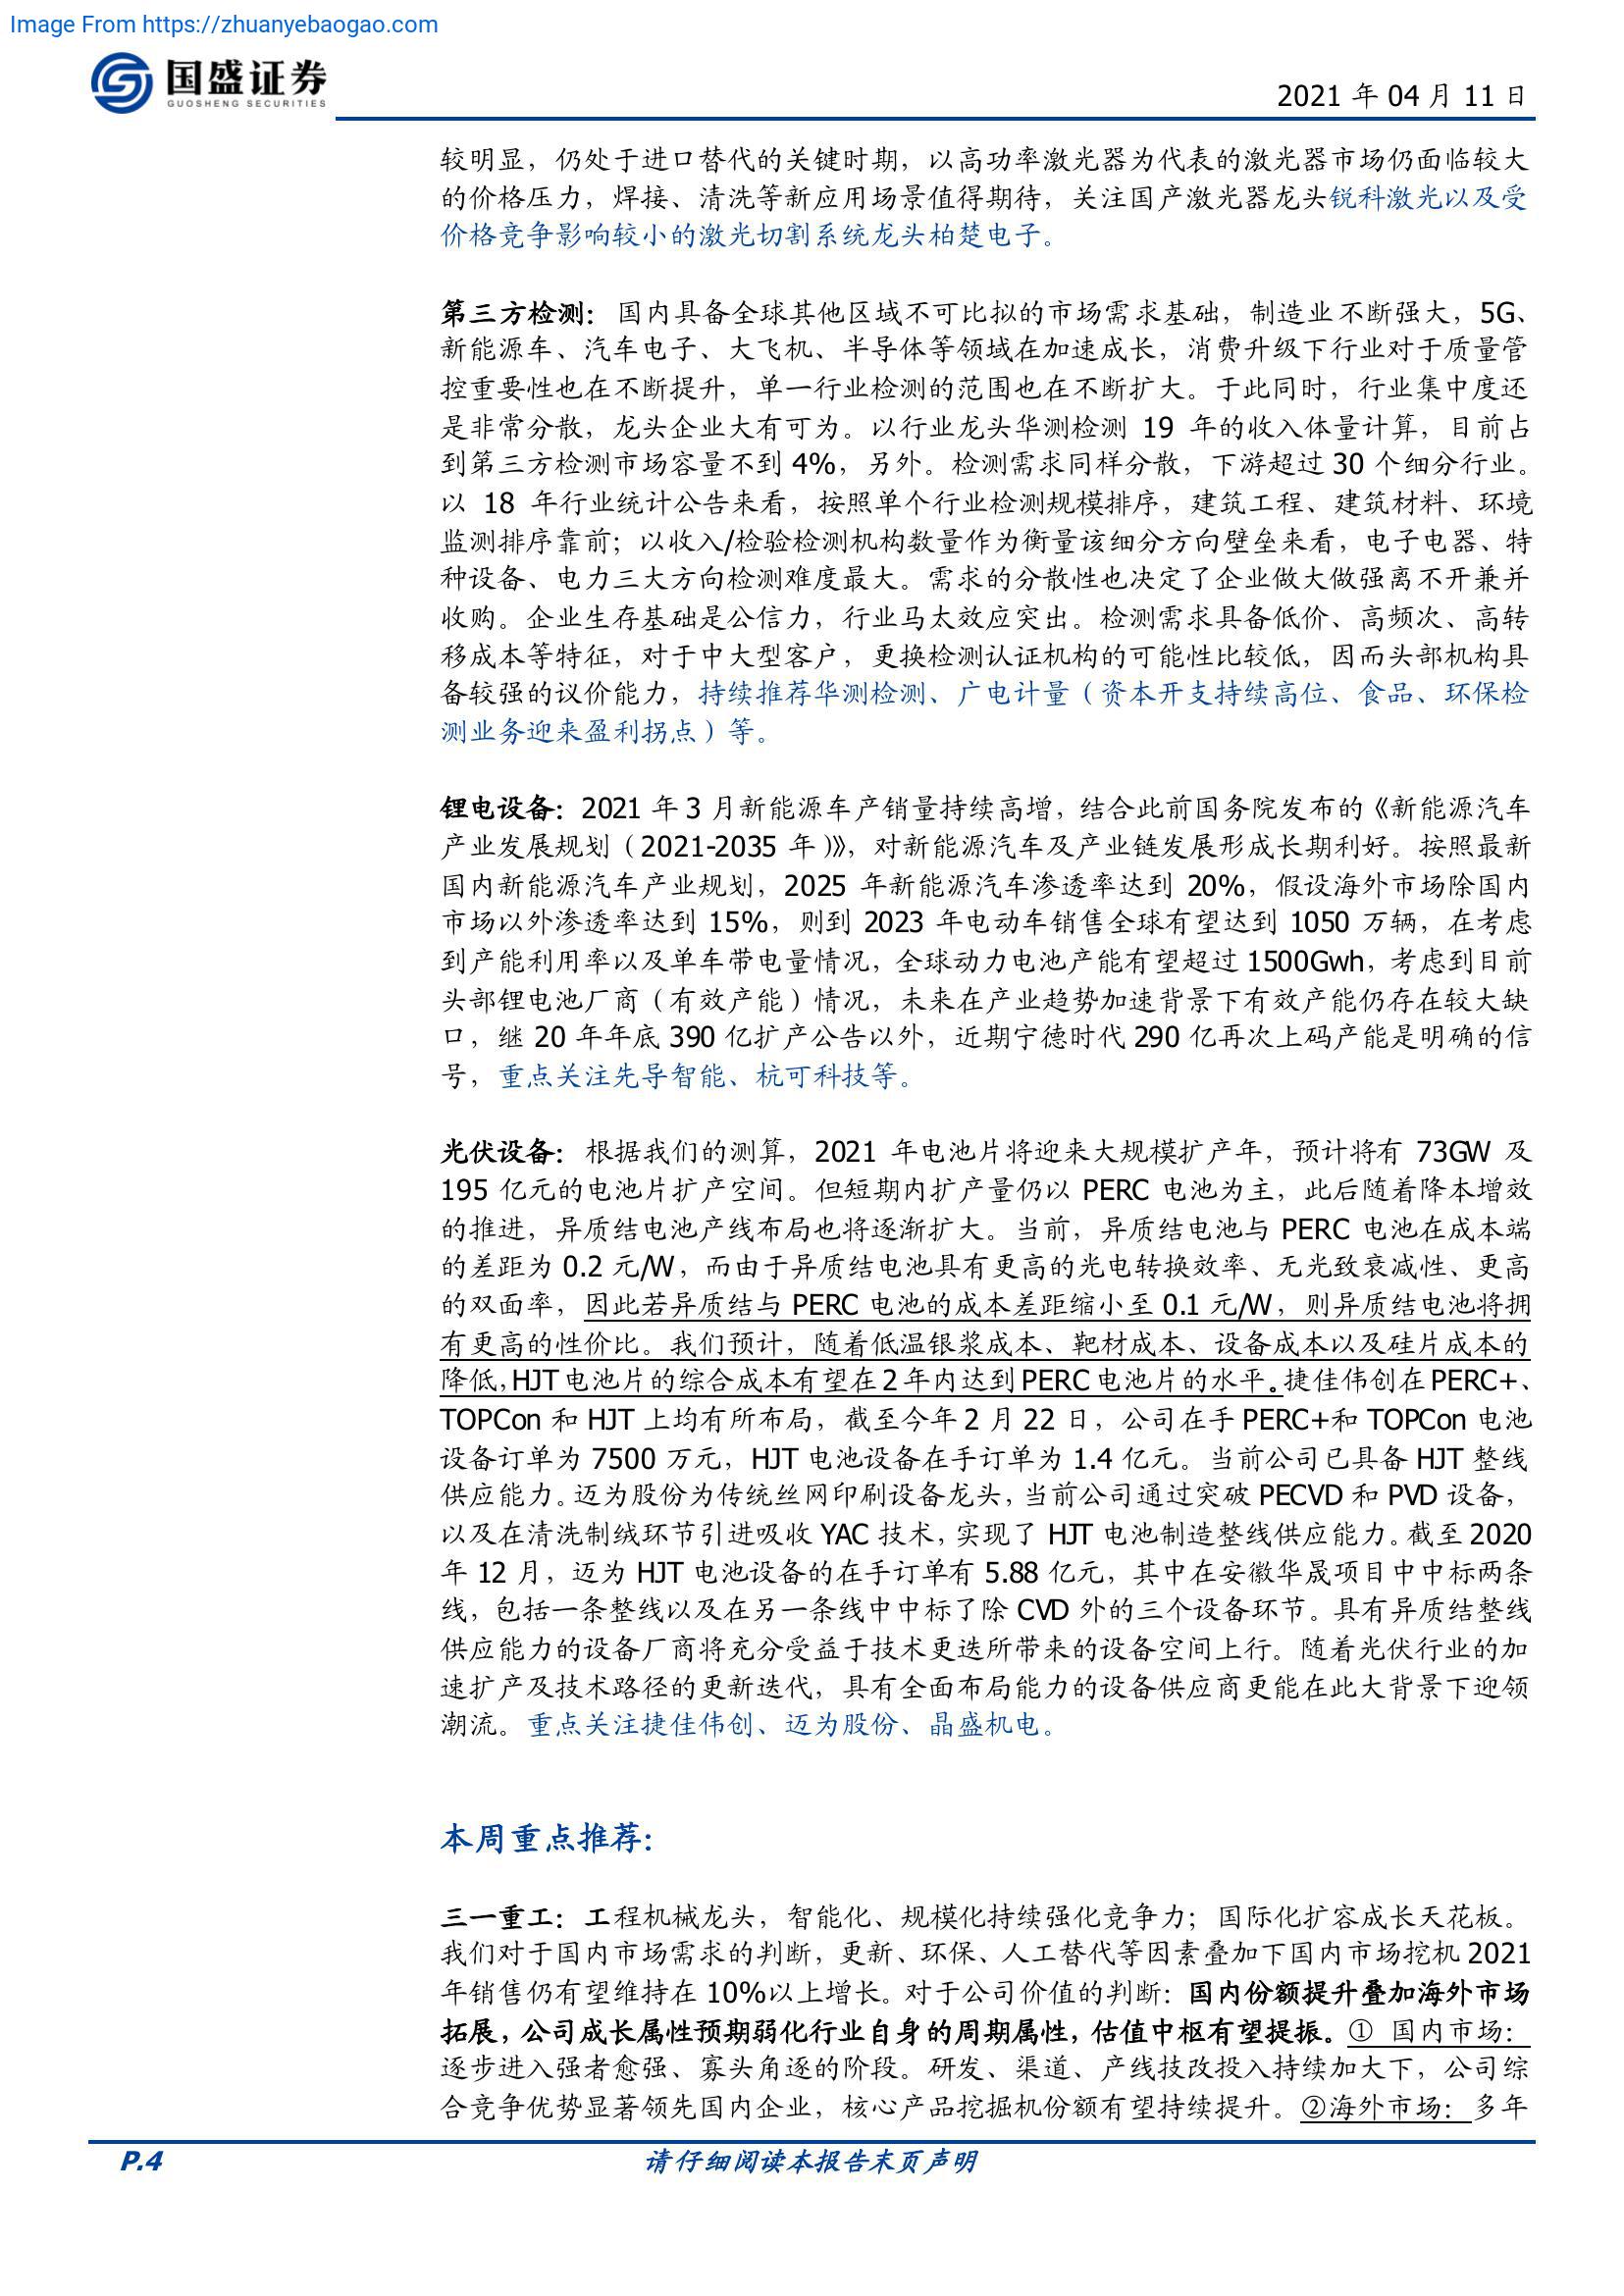 Image From https://zhuanyebaogao.com
国盛证券
GUOSHENG SECURITIES
2021 年 04 月 11 日
较明显，仍处于进口替代的关键时期，以高功率激光器为代表的激光器市场仍面临较大
的价格压力，焊接、清洗等新应用场景值得期待，关注国产激光器龙头锐科激光以及受
价格竞争影响较小的激光切割系统龙头柏楚电子。
第三方检测：国内具备全球其他区域不可比拟的市场需求基础，制造业不断强大，5G、
新能源车、汽车电子、大飞机、半导体等领域在加速成长，消费升级下行业对于质量管
控重要性也在不断提升，单一行业检测的范围也在不断扩大。于此同时，行业集中度还
是非常分散，龙头企业大有可为。以行业龙头华测检测 19 年的收入体量计算，目前占
到第三方检测市场容量不到 4%，另外。检测需求同样分散，下游超过 30 个细分行业。
以 18 年行业统计公告来看，按照单个行业检测规模排序，建筑工程、建筑材料、环境
监测排序靠前；以收入/检验检测机构数量作为衡量该细分方向壁垒来看，电子电器、特
种设备、电力三大方向检测难度最大。需求的分散性也决定了企业做大做强离不开兼并
收购。企业生存基础是公信力，行业马太效应突出。检测需求具备低价、高频次、高转
移成本等特征，对于中大型客户，更换检测认证机构的可能性比较低，因而头部机构具
备较强的议价能力，持续推荐华测检测、广电计量（资本开支持续高位、食品、环保检
测业务迎来盈利拐点）等。
锂电设备：2021 年 3 月新能源车产销量持续高增，结合此前国务院发布的《新能源汽车
产业发展规划（2021-2035 年）》，对新能源汽车及产业链发展形成长期利好。按照最新
国内新能源汽车产业规划，2025 年新能源汽车渗透率达到 20%，假设海外市场除国内
市场以外渗透率达到 15%，则到 2023 年电动车销售全球有望达到 1050 万辆，在考虑
到产能利用率以及单车带电量情况，全球动力电池产能有望超过 1500Gwh，考虑到目前
头部锂电池厂商（有效产能）情况，未来在产业趋势加速背景下有效产能仍存在较大缺
口，继 20 年年底 390 亿扩产公告以外，近期宁德时代 290 亿再次上码产能是明确的信
号，重点关注先导智能、杭可科技等。
光伏设备：根据我们的测算，2021 年电池片将迎来大规模扩产年，预计将有 73GW 及
195 亿元的电池片扩产空间。但短期内扩产量仍以 PERC 电池为主，此后随着降本增效
的推进，异质结电池产线布局也将逐渐扩大。当前，异质结电池与 PERC 电池在成本端
的差距为 0.2 元/W，而由于异质结电池具有更高的光电转换效率、无光致衰减性、更高
的双面率，因此若异质结与 PERC 电池的成本差距缩小至 0.1 元/W，则异质结电池将拥
有更高的性价比。我们预计，随着低温银浆成本、靶材成本、设备成本以及硅片成本的
降低，HJT 电池片的综合成本有望在 2 年内达到 PERC 电池片的水平。捷佳伟创在 PERC+、
TOPCon 和 HJT 上均有所布局，截至今年 2 月 22 日，公司在手 PERC+和 TOPCon 电池
设备订单为 7500 万元，HJT 电池设备在手订单为 1.4 亿元。当前公司已具备 HJT 整线
供应能力。迈为股份为传统丝网印刷设备龙头，当前公司通过突破 PECVD 和 PVD 设备，
以及在清洗制绒环节引进吸收 YAC 技术，实现了 HJT 电池制造整线供应能力。截至 2020
年 12 月，迈为 HJT 电池设备的在手订单有 5.88 亿元，其中在安徽华晟项目中中标两条
线，包括一条整线以及在另一条线中中标了除 CVD 外的三个设备环节。具有异质结整线
供应能力的设备厂商将充分受益于技术更迭所带来的设备空间上行。随着光伏行业的加
速扩产及技术路径的更新迭代，具有全面布局能力的设备供应商更能在此大背景下迎领
潮流。重点关注捷佳伟创、迈为股份、晶盛机电。
本周重点推荐：
三一重工：工程机械龙头，智能化、规模化持续强化竞争力；国际化扩容成长天花板。
我们对于国内市场需求的判断，更新、环保、人工替代等因素叠加下国内市场挖机 2021
年销售仍有望维持在 10%以上增长。对于公司价值的判断：国内份额提升叠加海外市场
拓展，公司成长属性预期弱化行业自身的周期属性，估值中枢有望提振。① 国内市场：
逐步进入强者愈强、寡头角逐的阶段。研发、渠道、产线技改投入持续加大下，公司综
合竞争优势显著领先国内企业，核心产品挖掘机份额有望持续提升。②海外市场：多年
P.4
请仔细阅读本报告末页声明